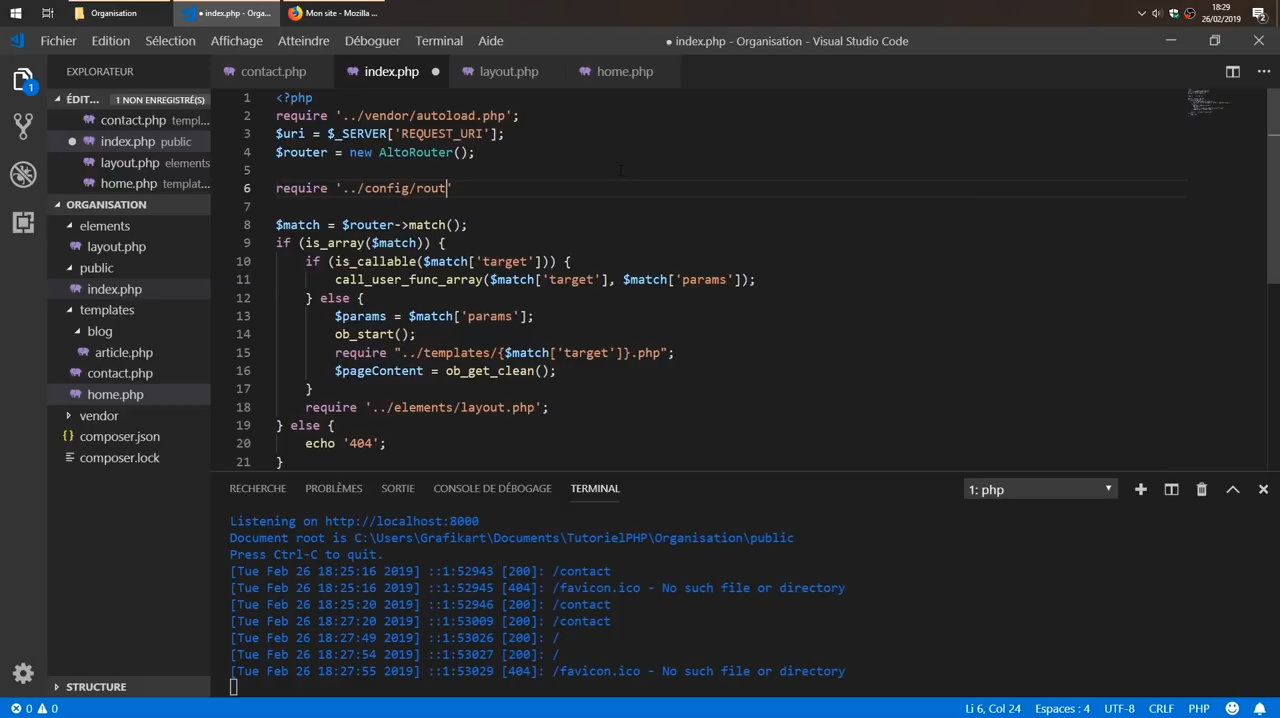 Organisation
● index.php - Orga...
Mon site - Mozilla ...
18:29
26/02/2019
2
Fichier Edition Sélection Affichage Atteindre Déboguer Terminal Aide
● index.php - Organisation - Visual Studio Code
EXPLORATEUR
contact.php
index.php ●
layout.php
home.php
1
ÉDIT... 1 NON ENREGISTRÉ(S)
contact.php templ...
● index.php public
layout.php elements
home.php templat...
ORGANISATION
elements
layout.php
public
index.php
templates
blog
article.php
contact.php
home.php
vendor
{} composer.json
composer.lock
STRUCTURE
1 <?php
2 require '../vendor/autoload.php';
3 $uri = $_SERVER['REQUEST_URI'];
4 $router = new AltoRouter();
5
6 require '../config/rout'
7
8 $match = $router->match();
9 if (is_array($match)) {
10 if (is_callable($match['target'])) {
11 call_user_func_array($match['target'], $match['params']);
12 } else {
13 $params = $match['params'];
14 ob_start();
15 require "../templates/{$match['target']}.php";
16 $pageContent = ob_get_clean();
17 }
18 require '../elements/layout.php';
19 } else {
20 echo '404';
21 }
RECHERCHE PROBLÈMES SORTIE CONSOLE DE DÉBOGAGE TERMINAL
1: php
Listening on http://localhost:8000
Document root is C:\Users\Grafikart\Documents\TutorielPHP\Organisation\public
Press Ctrl-C to quit.
[Tue Feb 26 18:25:16 2019] ::1:52943 [200]: /contact
[Tue Feb 26 18:25:16 2019] ::1:52945 [404]: /favicon.ico - No such file or directory
[Tue Feb 26 18:25:20 2019] ::1:52946 [200]: /contact
[Tue Feb 26 18:27:20 2019] ::1:53009 [200]: /contact
[Tue Feb 26 18:27:49 2019] ::1:53026 [200]: /
[Tue Feb 26 18:27:54 2019] ::1:53027 [200]: /
[Tue Feb 26 18:27:55 2019] ::1:53029 [404]: /favicon.ico - No such file or directory
0 0
Li 6, Col 24 Espaces : 4 UTF-8 CRLF PHP